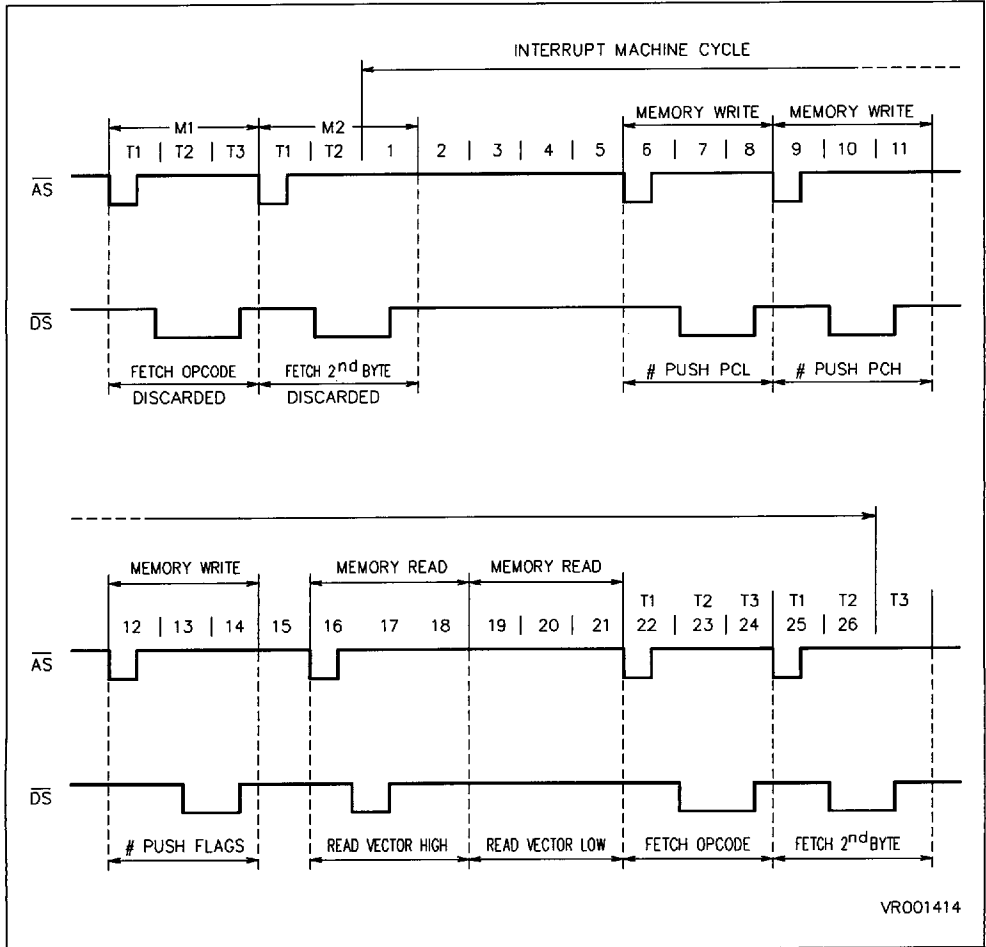 INTERRUPT MACHINE CYCLE
M1 M2 MEMORY WRITE MEMORY WRITE
T1 | T2 | T3 T1 | T2 | 1 2 | 3 | 4 | 5 6 | 7 | 8 9 | 10 | 11
AS
DS
FETCH OPCODE FETCH 2nd BYTE # PUSH PCL # PUSH PCH
DISCARDED DISCARDED
MEMORY WRITE MEMORY READ MEMORY READ
T1 T2 T3 T1 T2 T3
12 | 13 | 14 15 16 17 18 19 | 20 | 21 22 | 23 | 24 25 | 26
AS
DS
# PUSH FLAGS READ VECTOR HIGH READ VECTOR LOW FETCH OPCODE FETCH 2nd BYTE
VR001414